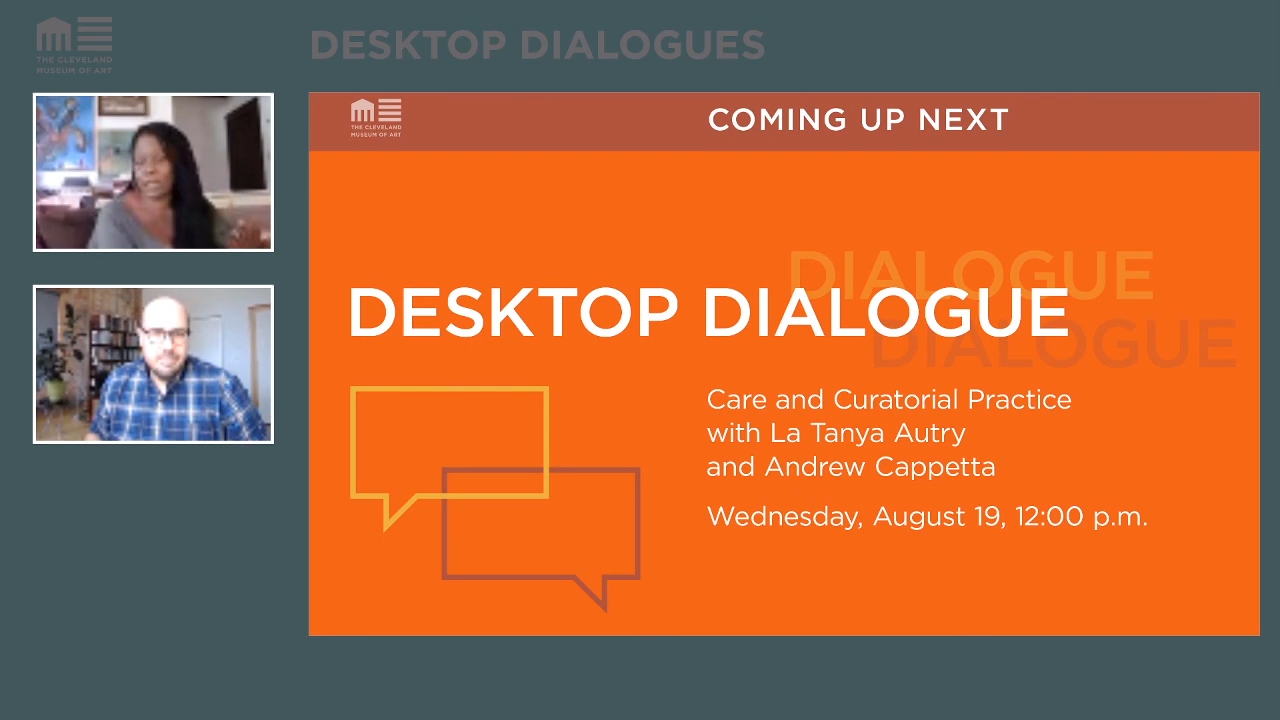 THE CLEVELAND
MUSEUM OF ART
DESKTOP DIALOGUES
THE CLEVELAND
MUSEUM OF ART
COMING UP NEXT
DIALOGUE
DESKTOP DIALOGUE
DIALOGUE
Care and Curatorial Practice
with La Tanya Autry
and Andrew Cappetta
Wednesday, August 19, 12:00 p.m.